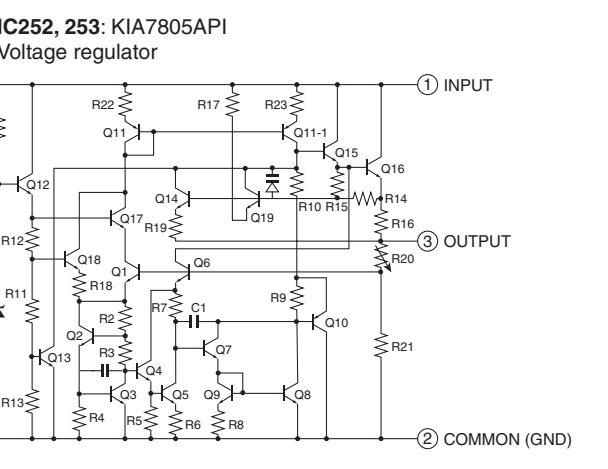 IC252, 253: KIA7805API
Voltage regulator
1 INPUT
R22
R17
R23
Q11
Q11-1
Q15
Q16
Q12
Q14
Q19
R10
R15
R14
Q17
R19
R16
R12
3 OUTPUT
Q18
Q1
Q6
R20
R18
R11
R7
C1
R9
R2
Q10
Q2
R3
Q7
R21
Q13
Q4
Q3
Q5
Q9
Q8
R13
R4
R5
R6
R8
2 COMMON (GND)